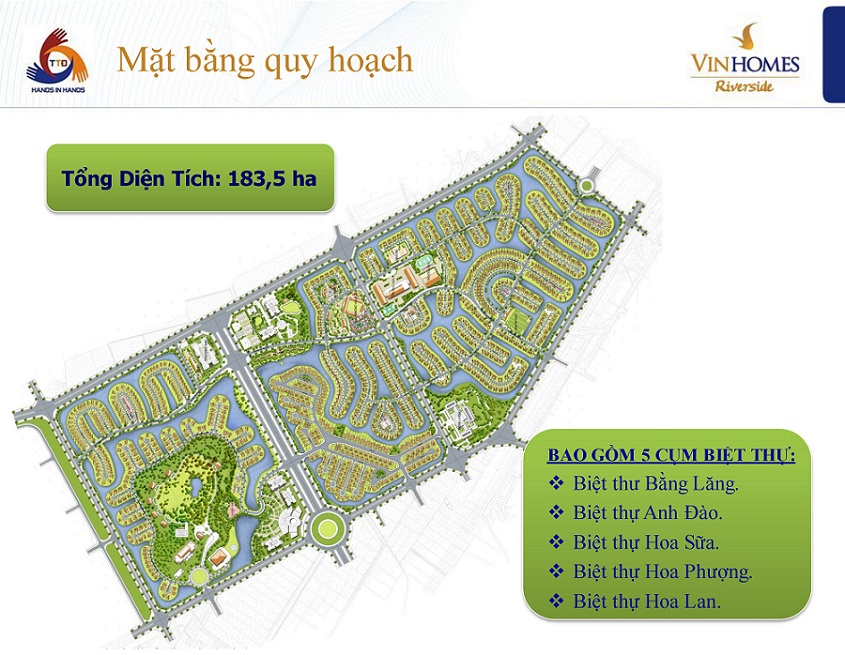 TTD
HANDS IN HANDS
Mặt bằng quy hoạch
VINHOMES
Riverside
Tổng Diện Tích: 183,5 ha
BAO GỒM 5 CỤM BIỆT THỰ:
❖ Biệt thư Bằng Lăng.
❖ Biệt thự Anh Đào.
❖ Biệt thự Hoa Sữa.
❖ Biệt thự Hoa Phượng.
❖ Biệt thự Hoa Lan.